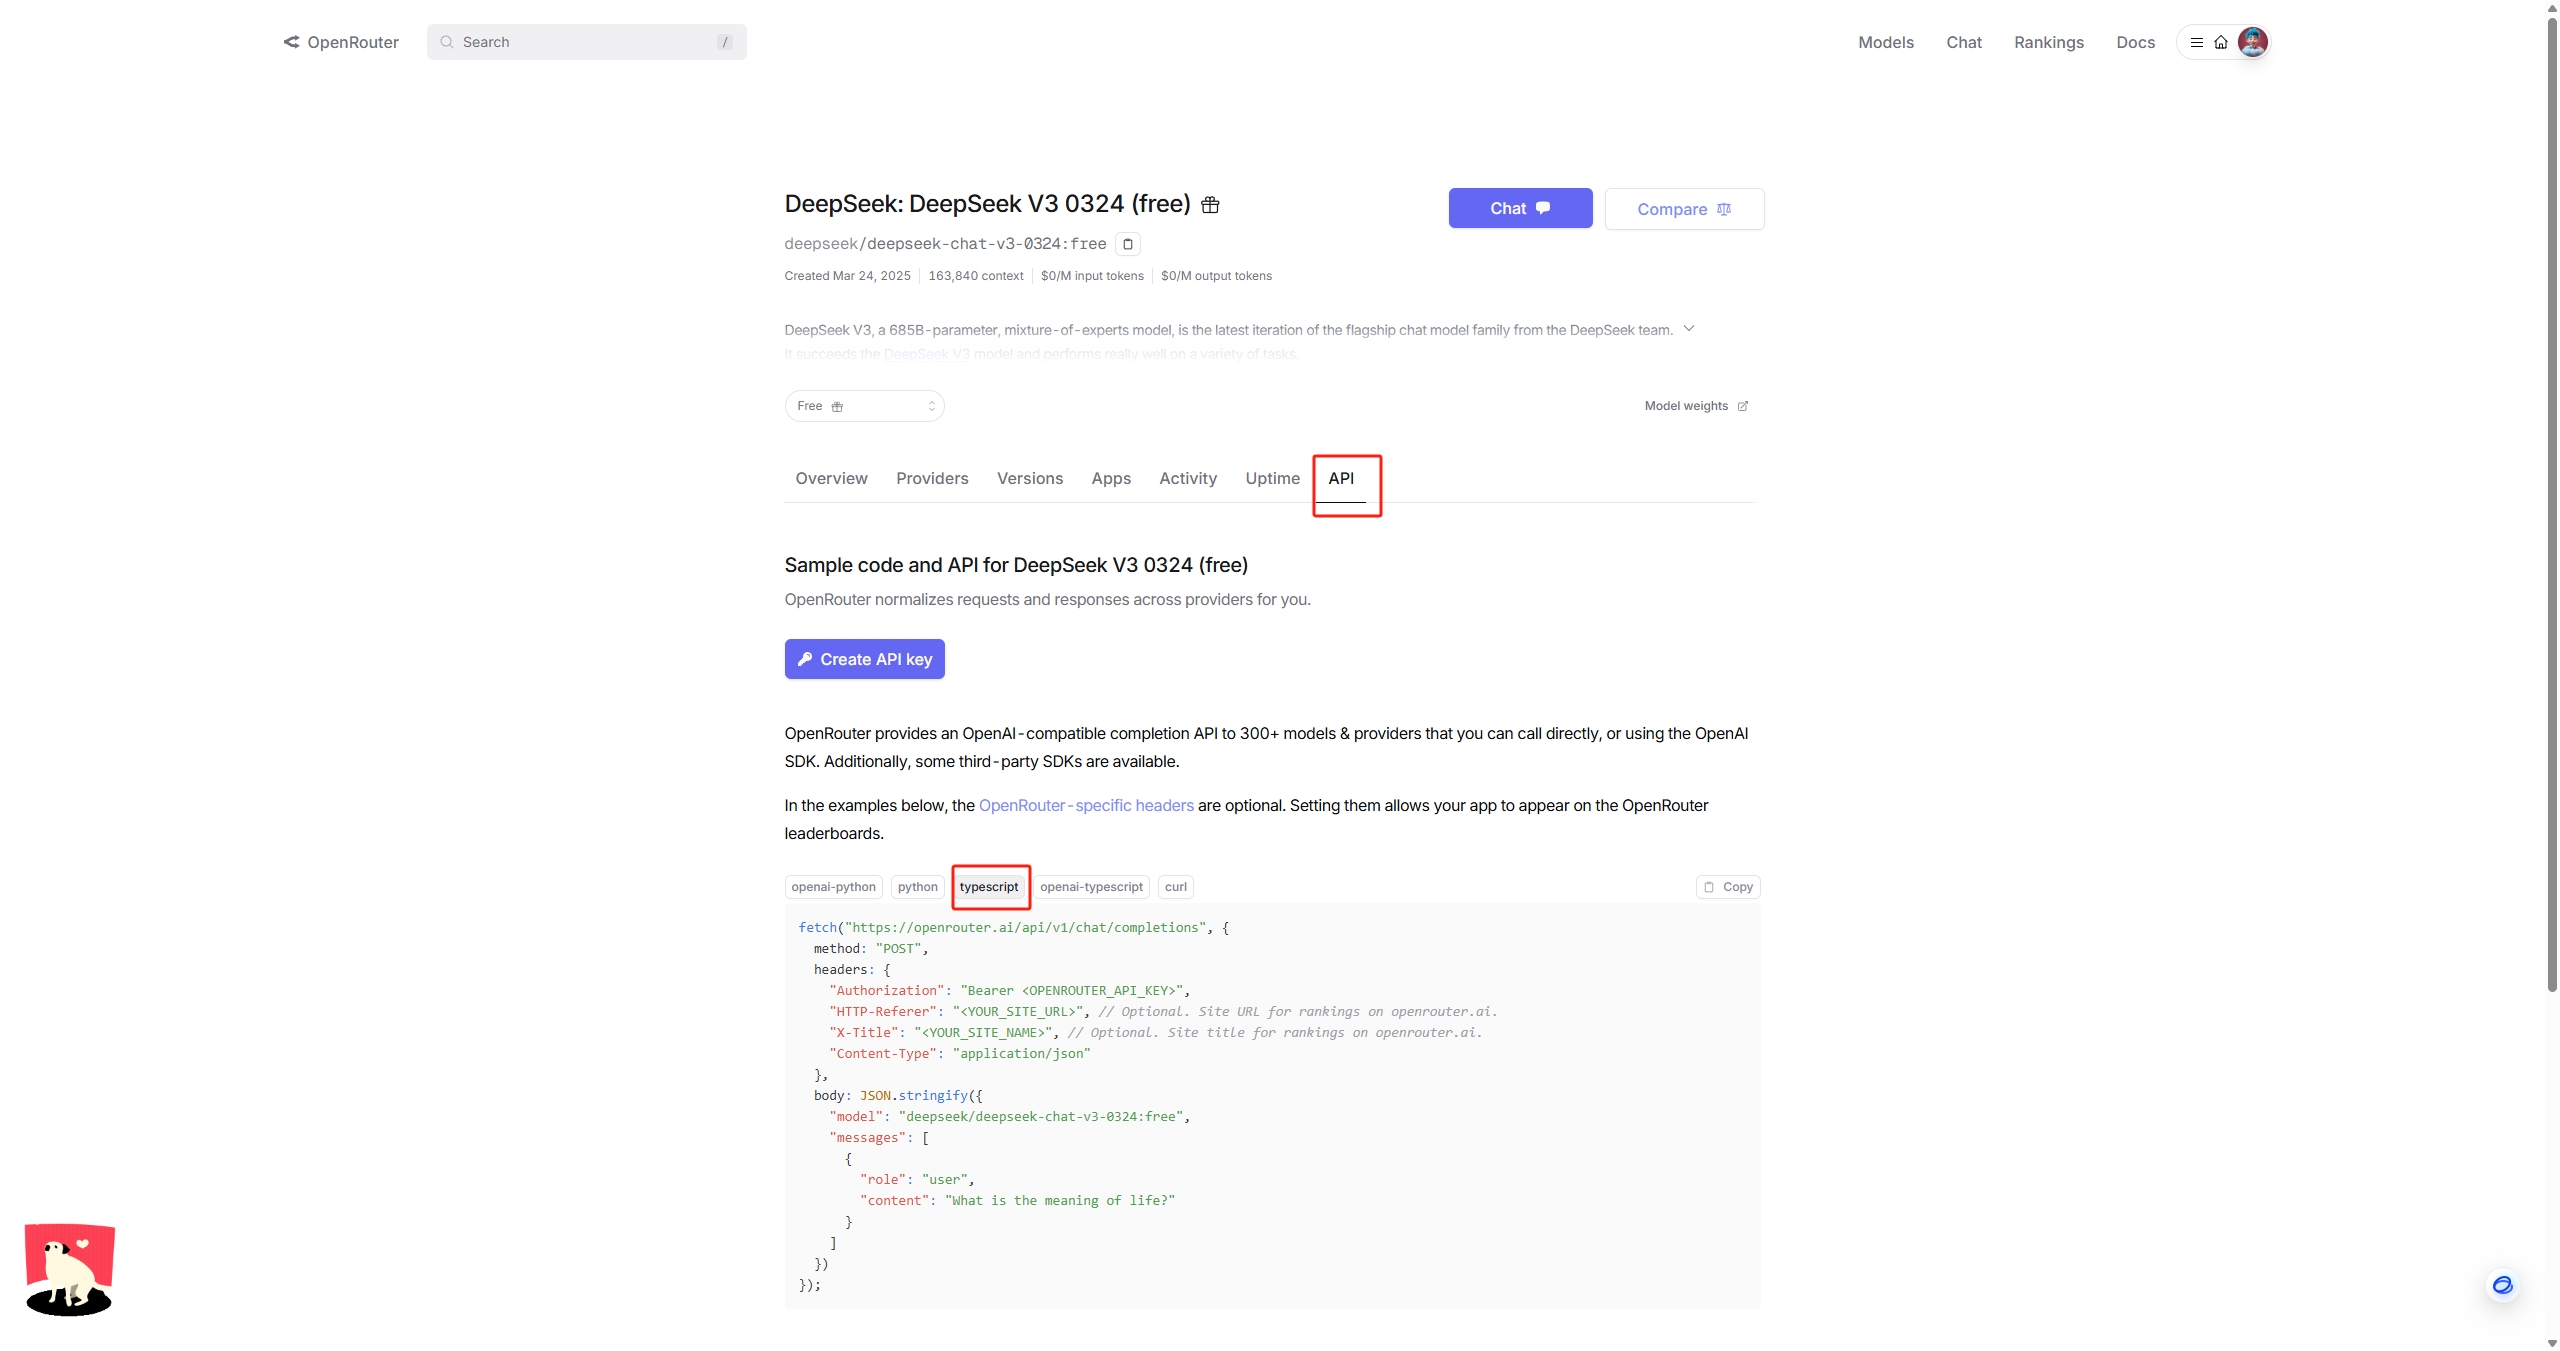 OpenRouter
Search /
Models Chat Rankings Docs
DeepSeek: DeepSeek V3 0324 (free)
Chat
Compare
deepseek/deepseek-chat-v3-0324:free
Created Mar 24, 2025 163,840 context $0/M input tokens $0/M output tokens
DeepSeek V3, a 685B-parameter, mixture-of-experts model, is the latest iteration of the flagship chat model family from the DeepSeek team.
It succeeds the DeepSeek V3 model and performs really well on a variety of tasks.
Free
Model weights
Overview Providers Versions Apps Activity Uptime API
Sample code and API for DeepSeek V3 0324 (free)
OpenRouter normalizes requests and responses across providers for you.
Create API key
OpenRouter provides an OpenAI-compatible completion API to 300+ models & providers that you can call directly, or using the OpenAI
SDK. Additionally, some third-party SDKs are available.
In the examples below, the OpenRouter-specific headers are optional. Setting them allows your app to appear on the OpenRouter
leaderboards.
openai-python python typescript openai-typescript curl
Copy
fetch("https://openrouter.ai/api/v1/chat/completions", {
method: "POST",
headers: {
"Authorization": "Bearer <OPENROUTER_API_KEY>",
"HTTP-Referer": "<YOUR_SITE_URL>", // Optional. Site URL for rankings on openrouter.ai.
"X-Title": "<YOUR_SITE_NAME>", // Optional. Site title for rankings on openrouter.ai.
"Content-Type": "application/json"
},
body: JSON.stringify({
"model": "deepseek/deepseek-chat-v3-0324:free",
"messages": [
{
"role": "user",
"content": "What is the meaning of life?"
}
]
})
});